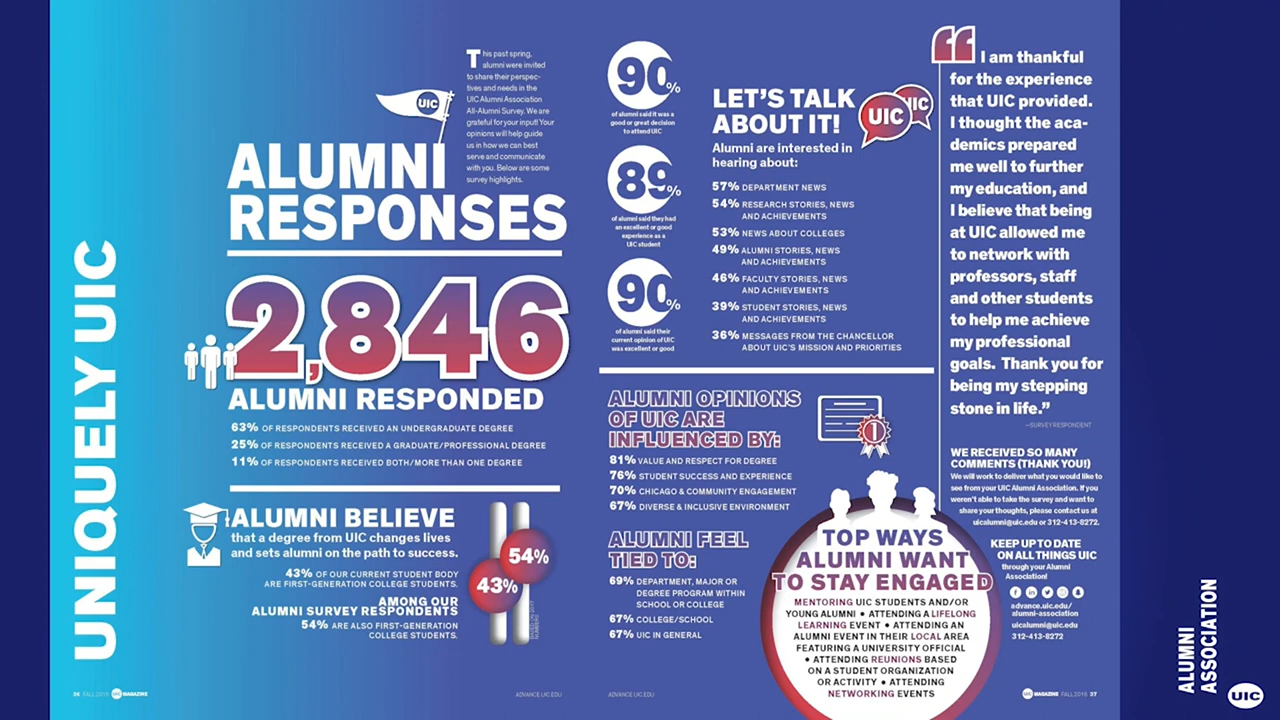 UNIQUELY UIC
UIC
ALUMNI
RESPONSES
This past spring,
alumni were invited
to share their perspec-
tives and needs in the
UIC Alumni Association
All-Alumni Survey. We are
grateful for your input! Your
opinions will help guide
us in how we can best
serve and communicate
with you. Below are some
survey highlights.
2,846
ALUMNI RESPONDED
63% OF RESPONDENTS RECEIVED AN UNDERGRADUATE DEGREE
25% OF RESPONDENTS RECEIVED A GRADUATE/PROFESSIONAL DEGREE
11% OF RESPONDENTS RECEIVED BOTH/MORE THAN ONE DEGREE
ALUMNI BELIEVE
that a degree from UIC changes lives
and sets alumni on the path to success.
43% OF OUR CURRENT STUDENT BODY
ARE FIRST-GENERATION COLLEGE STUDENTS.
AMONG OUR
ALUMNI SURVEY RESPONDENTS
54% ARE ALSO FIRST-GENERATION
COLLEGE STUDENTS.
54%
43%
36 FALL 2019 UIC MAGAZINE
ADVANCE.UIC.EDU
90%
of alumni said it was a
good or great decision
to attend UIC
89%
of alumni said they had
an excellent or good
experience as a
UIC student
90%
of alumni said their
current opinion of UIC
was excellent or good
LET'S TALK
ABOUT IT!
UIC
UIC
Alumni are interested in
hearing about:
57% DEPARTMENT NEWS
54% RESEARCH STORIES, NEWS
AND ACHIEVEMENTS
53% NEWS ABOUT COLLEGES
49% ALUMNI STORIES, NEWS
AND ACHIEVEMENTS
46% FACULTY STORIES, NEWS
AND ACHIEVEMENTS
39% STUDENT STORIES, NEWS
AND ACHIEVEMENTS
36% MESSAGES FROM THE CHANCELLOR
ABOUT UIC'S MISSION AND PRIORITIES
ALUMNI OPINIONS
OF UIC ARE
INFLUENCED BY:
1
81% VALUE AND RESPECT FOR DEGREE
76% STUDENT SUCCESS AND EXPERIENCE
70% CHICAGO & COMMUNITY ENGAGEMENT
67% DIVERSE & INCLUSIVE ENVIRONMENT
ALUMNI FEEL
TIED TO:
69% DEPARTMENT, MAJOR OR
DEGREE PROGRAM WITHIN
SCHOOL OR COLLEGE
67% COLLEGE/SCHOOL
67% UIC IN GENERAL
ADVANCE.UIC.EDU
TOP WAYS
ALUMNI WANT
TO STAY ENGAGED
MENTORING UIC STUDENTS AND/OR
YOUNG ALUMNI • ATTENDING A LIFELONG
LEARNING EVENT • ATTENDING AN
ALUMNI EVENT IN THEIR LOCAL AREA
FEATURING A UNIVERSITY OFFICIAL
• ATTENDING REUNIONS BASED
ON A STUDENT ORGANIZATION
OR ACTIVITY • ATTENDING
NETWORKING EVENTS
“I am thankful
for the experience
that UIC provided.
I thought the aca-
demics prepared
me well to further
my education, and
I believe that being
at UIC allowed me
to network with
professors, staff
and other students
to help me achieve
my professional
goals. Thank you for
being my stepping
stone in life.”
—SURVEY RESPONDENT
WE RECEIVED SO MANY
COMMENTS (THANK YOU!)
We will work to deliver what you would like to
see from your UIC Alumni Association. If you
weren't able to take the survey and want to
share your thoughts, please contact us at
uicalumni@uic.edu or 312-413-8272.
KEEP UP TO DATE
ON ALL THINGS UIC
through your Alumni
Association!
advance.uic.edu/
alumni-association
uicalumni@uic.edu
312-413-8272
UIC MAGAZINE FALL 2019 37
ALUMNI
ASSOCIATION
UIC